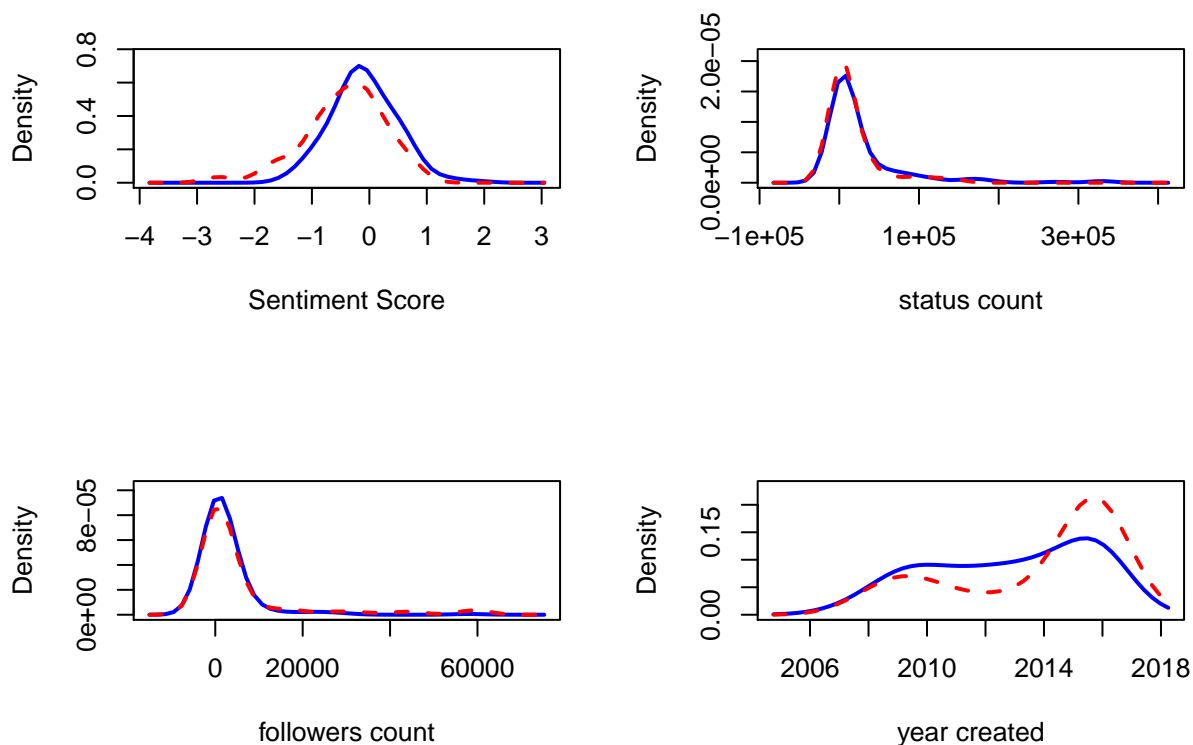 Density
0.0 0.4 0.8
−4 −3 −2 −1 0 1 2 3
Sentiment Score
Density
0.0e+00 2.0e−05
−1e+05 1e+05 3e+05
status count
Density
0e+00 8e−05
0 20000 60000
followers count
Density
0.00 0.15
2006 2010 2014 2018
year created